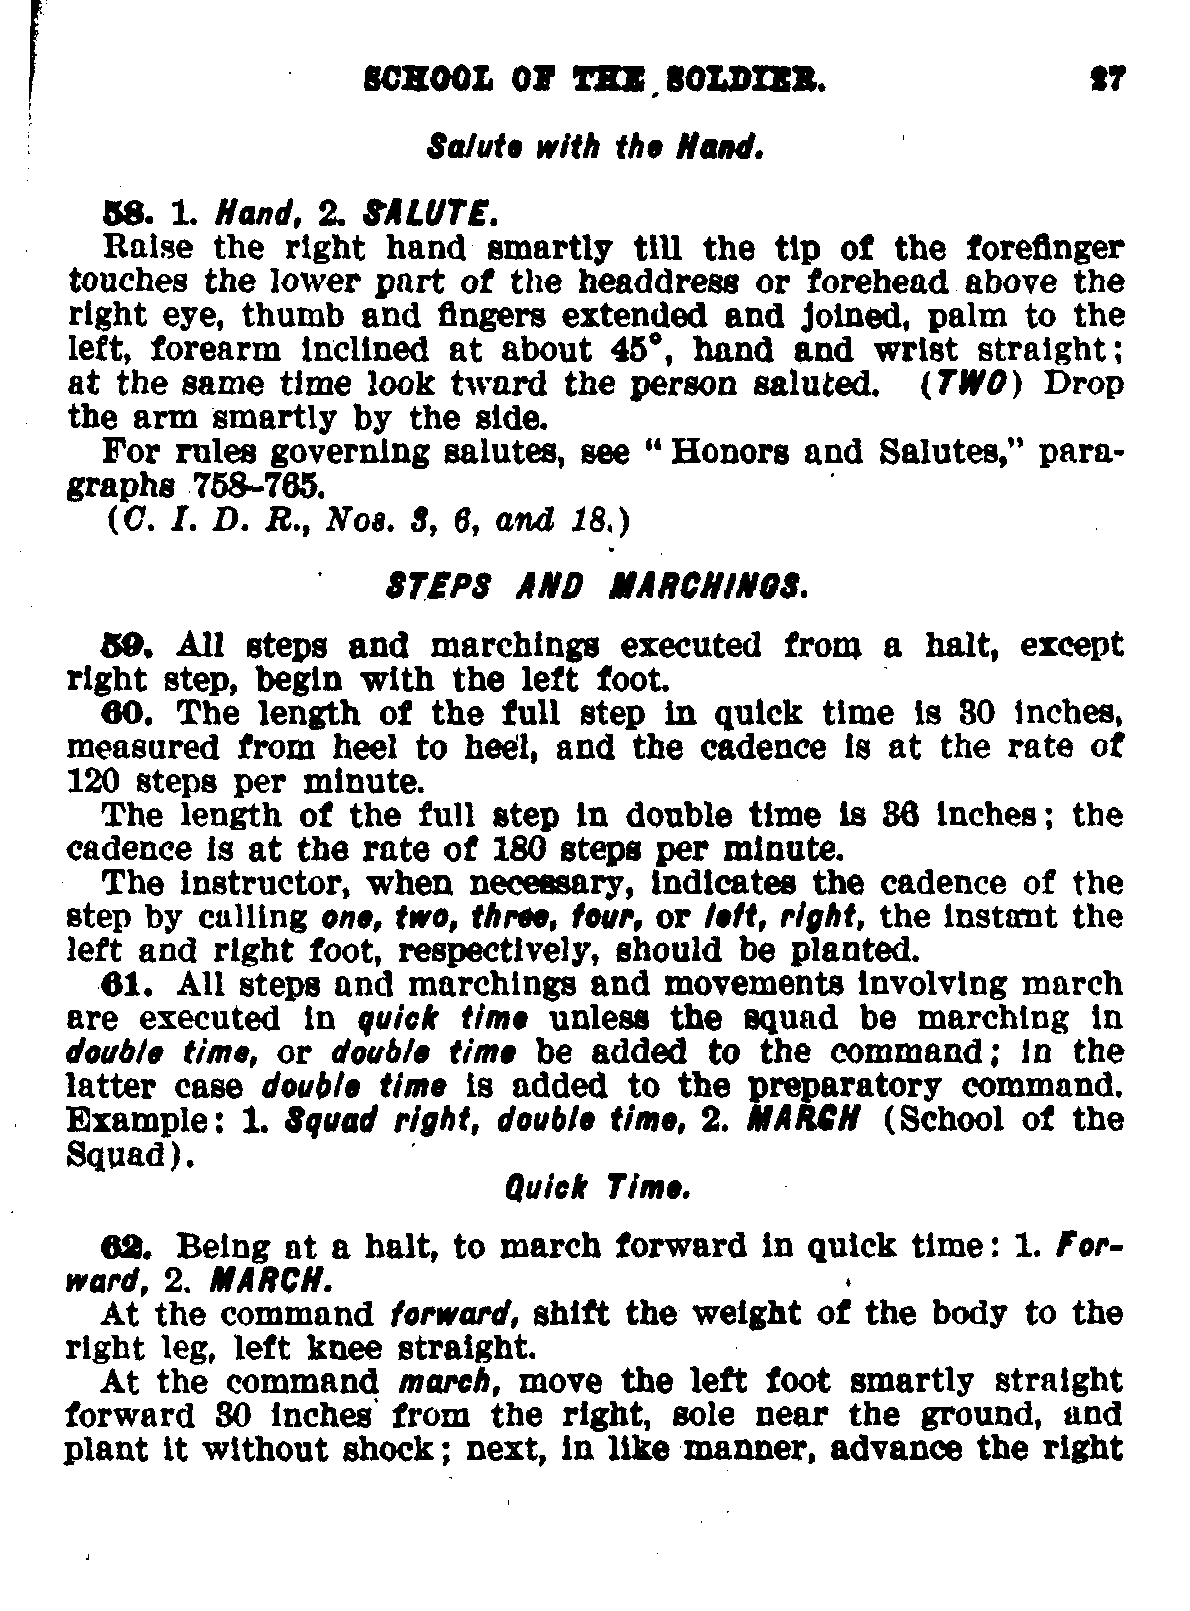 SCHOOL OF THE SOLDIER. 27
Salute with the Hand.
58. 1. Hand, 2. SALUTE.
Raise the right hand smartly till the tip of the forefinger
touches the lower part of the headdress or forehead above the
right eye, thumb and fingers extended and joined, palm to the
left, forearm inclined at about 45°, hand and wrist straight;
at the same time look tward the person saluted. (TWO) Drop
the arm smartly by the side.
For rules governing salutes, see “Honors and Salutes,” para-
graphs 758–765.
(C. I. D. R., Nos. 3, 6, and 18.)
STEPS AND MARCHINGS.
59. All steps and marchings executed from a halt, except
right step, begin with the left foot.
60. The length of the full step in quick time is 30 inches,
measured from heel to heel, and the cadence is at the rate of
120 steps per minute.
The length of the full step in double time is 36 inches; the
cadence is at the rate of 180 steps per minute.
The instructor, when necessary, indicates the cadence of the
step by calling one, two, three, four, or left, right, the instant the
left and right foot, respectively, should be planted.
61. All steps and marchings and movements involving march
are executed in quick time unless the squad be marching in
double time, or double time be added to the command; in the
latter case double time is added to the preparatory command.
Example: 1. Squad right, double time, 2. MARCH (School of the
Squad).
Quick Time.
62. Being at a halt, to march forward in quick time: 1. For-
ward, 2. MARCH.
At the command forward, shift the weight of the body to the
right leg, left knee straight.
At the command march, move the left foot smartly straight
forward 30 inches from the right, sole near the ground, and
plant it without shock; next, in like manner, advance the right